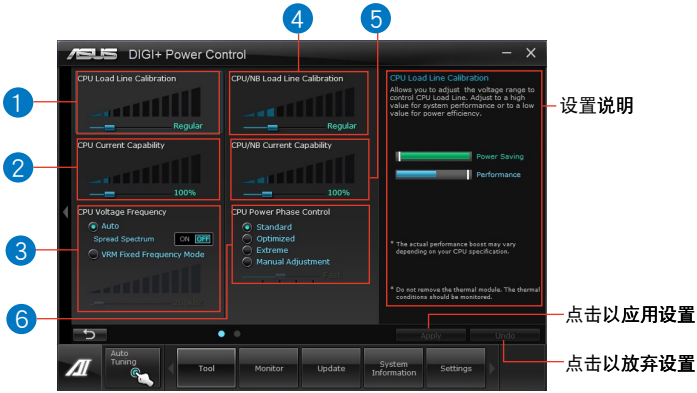 4
5
ASUS DIGI+ Power Control
1
CPU Load Line Calibration
Regular
CPU/NB Load Line Calibration
Regular
2
CPU Current Capability
100%
CPU/NB Current Capability
100%
3
CPU Voltage Frequency
Auto
Spread Spectrum ON OFF
VRM Fixed Frequency Mode
6
CPU Power Phase Control
Standard
Optimized
Extreme
Manual Adjustment
Fast
CPU Load Line Calibration
Allows you to adjust the voltage range to
control CPU Load Line. Adjust to a high
value for system performance or to a low
value for power efficiency.
Power Saving
Performance
* The actual performance boost may vary
depending on your CPU specification.
* Do not remove the thermal module. The thermal
conditions should be monitored.
设置说明
Apply
Undo
点击以应用设置
点击以放弃设置
Auto
Tuning
Tool
Monitor
Update
System
Information
Settings